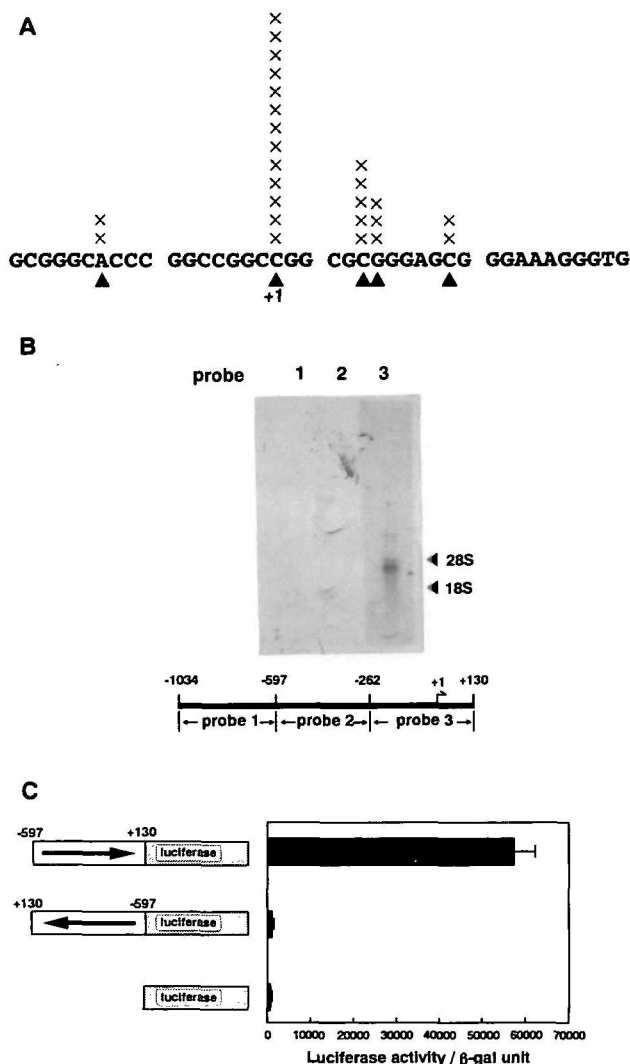 A
GCGGGCACCC GGCCGGCCGG CGCGGGAGCG GGAAAGGGTG
+1
B
probe 1 2 3
28S
18S
-1034 -597 -262 +1 +130
probe 1 probe 2 probe 3
C
-597 +130
luciferase
+130 -597
luciferase
luciferase
0 10000 20000 30000 40000 50000 60000 70000
Luciferase activity / β-gal unit